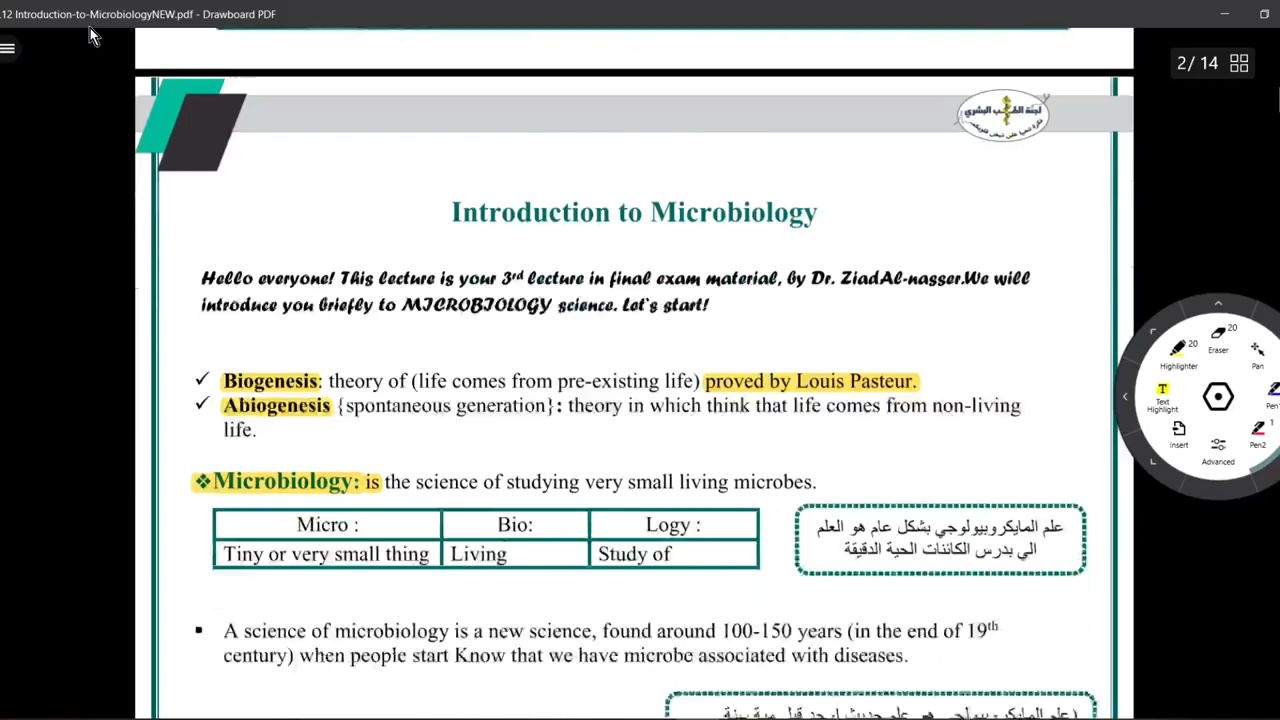 .12 Introduction-to-MicrobiologyNEW.pdf - Drawboard PDF
2/ 14
لجنة الطب البشري
Introduction to Microbiology
Hello everyone! This lecture is your 3rd lecture in final exam material, by Dr. ZiadAl-nasser.We will
introduce you briefly to MICROBIOLOGY science. Let's start!
✓ Biogenesis: theory of (life comes from pre-existing life) proved by Louis Pasteur.
✓ Abiogenesis {spontaneous generation}: theory in which think that life comes from non-living
life.
❖Microbiology: is the science of studying very small living microbes.
Micro : Bio: Logy :
Tiny or very small thing Living Study of
علم المايكروبيولوجي بشكل عام هو العلم
الي بدرس الكائنات الحية الدقيقة
▪ A science of microbiology is a new science, found around 100-150 years (in the end of 19th
century) when people start Know that we have microbe associated with diseases.
20
Highlighter
20
Eraser
Pan
T
Text
Highlight
Pen
Insert
1
Pen2
Advanced